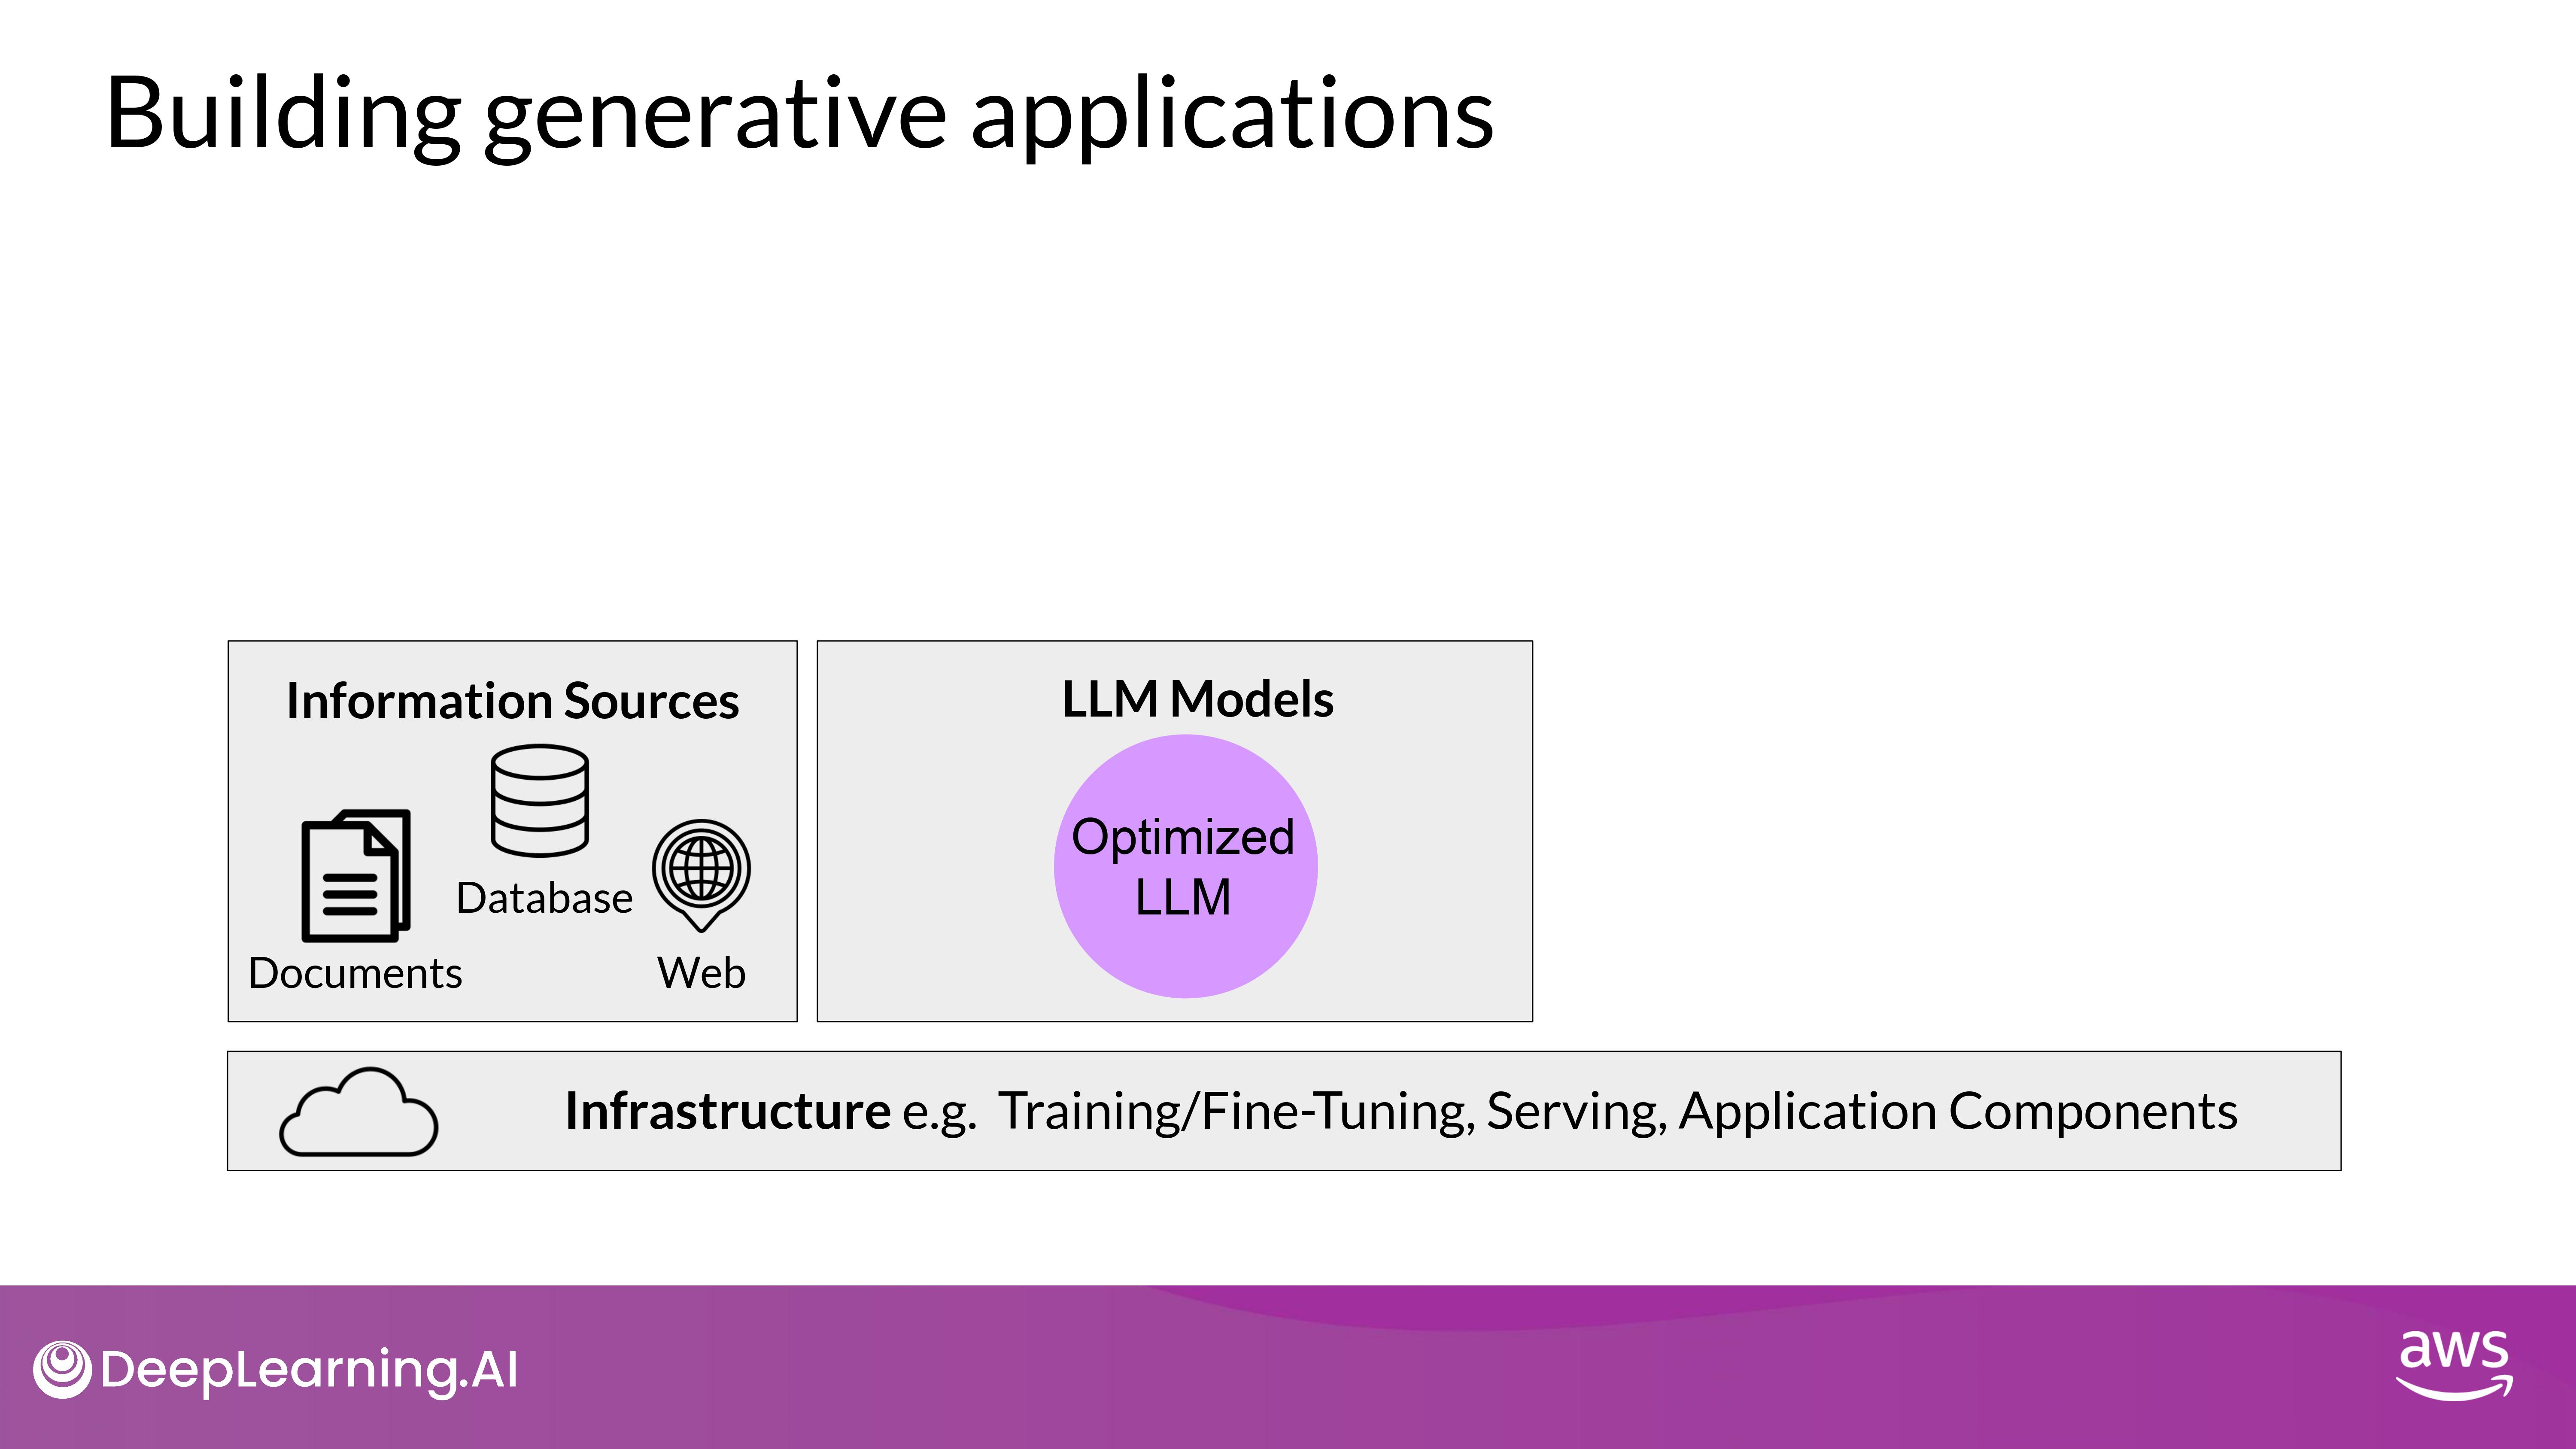 Building generative applications
Information Sources
Documents
Database
Web
LLM Models
Optimized
LLM
Infrastructure e.g.  Training/Fine-Tuning, Serving, Application Components
DeepLearning.AI
aws